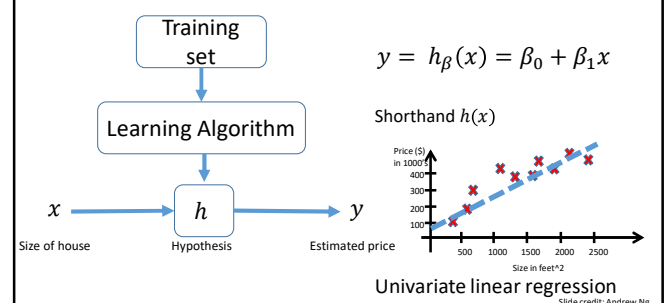 Training
set
Learning Algorithm
x
h
y
Size of house
Hypothesis
Estimated price
y = h_β(x) = β₀ + β₁x
Shorthand h(x)
Price ($)
in 1000's
400
300
200
100
500 1000 1500 2000 2500
Size in feet^2
Univariate linear regression
Slide credit: Andrew Ng